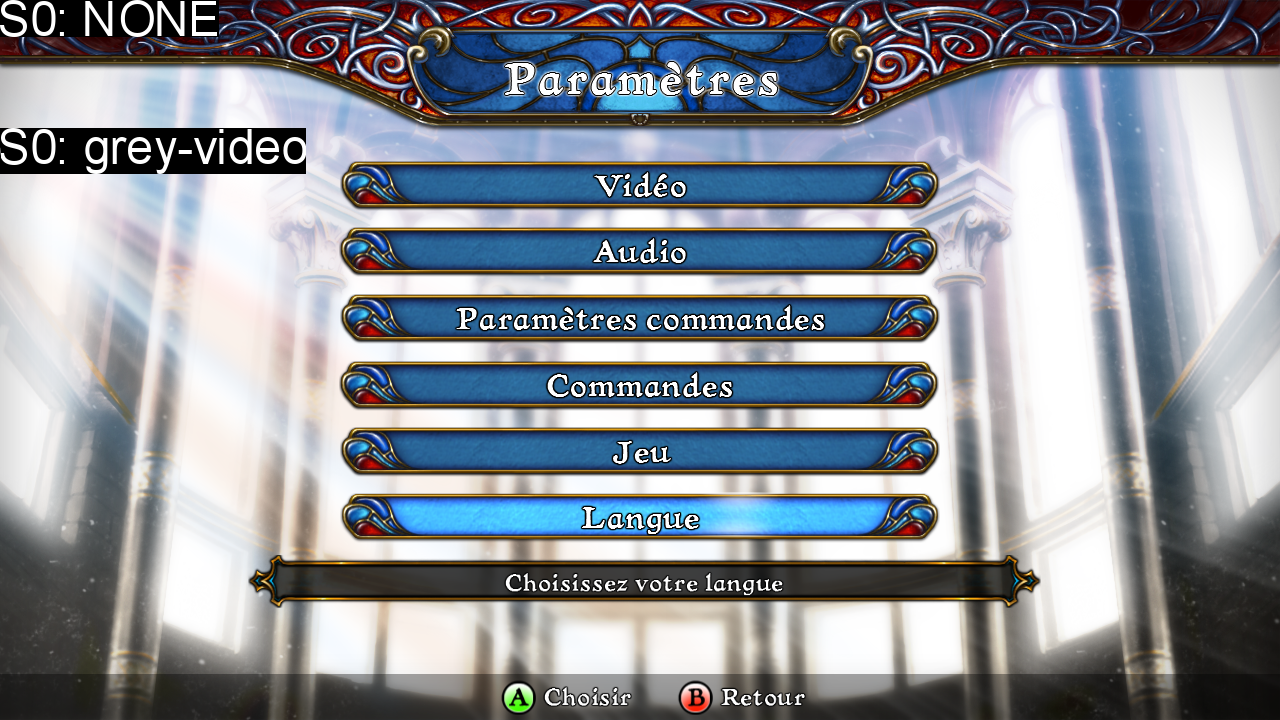 S0: NONE
Paramètres
S0: grey-video
Vidéo
Audio
Paramètres commandes
Commandes
Jeu
Langue
Choisissez votre langue
A Choisir B Retour